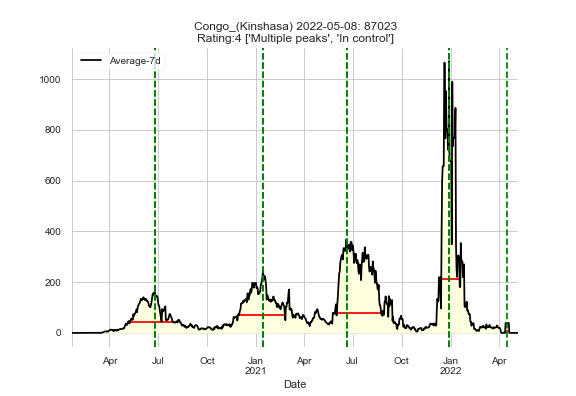 Congo_(Kinshasa) 2022-05-08: 87023
Rating:4 ['Multiple peaks', 'In control']
Average-7d
1000
800
600
400
200
0
Apr Jul Oct Jan Apr Jul Oct Jan Apr
2021 2022
Date